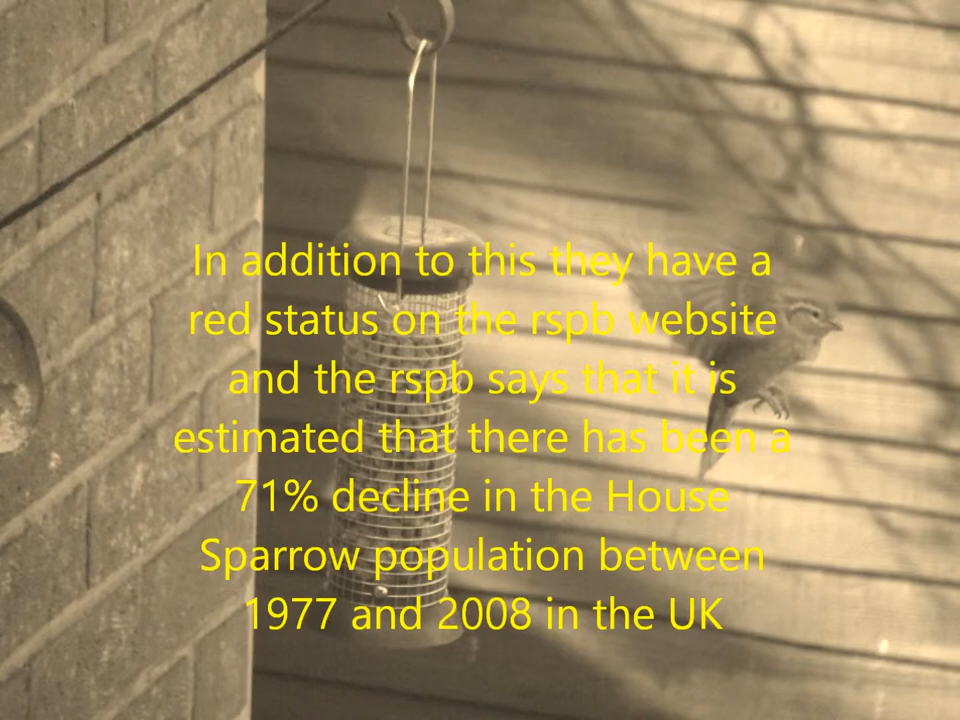 In addition to this they have a
red status on the rspb website
and the rspb says that it is
estimated that there has been a
71% decline in the House
Sparrow population between
1977 and 2008 in the UK